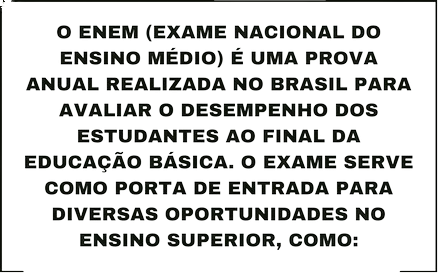 O ENEM (EXAME NACIONAL DO
ENSINO MÉDIO) É UMA PROVA
ANUAL REALIZADA NO BRASIL PARA
AVALIAR O DESEMPENHO DOS
ESTUDANTES AO FINAL DA
EDUCAÇÃO BÁSICA. O EXAME SERVE
COMO PORTA DE ENTRADA PARA
DIVERSAS OPORTUNIDADES NO
ENSINO SUPERIOR, COMO: